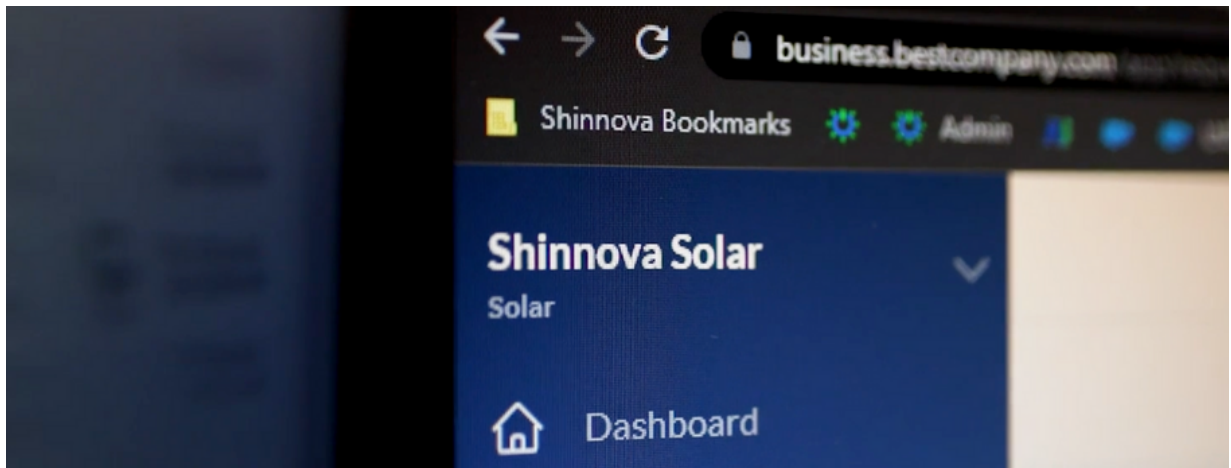 business.bestcompany.com
Shinnova Bookmarks Admin
Shinnova Solar
Solar
Dashboard